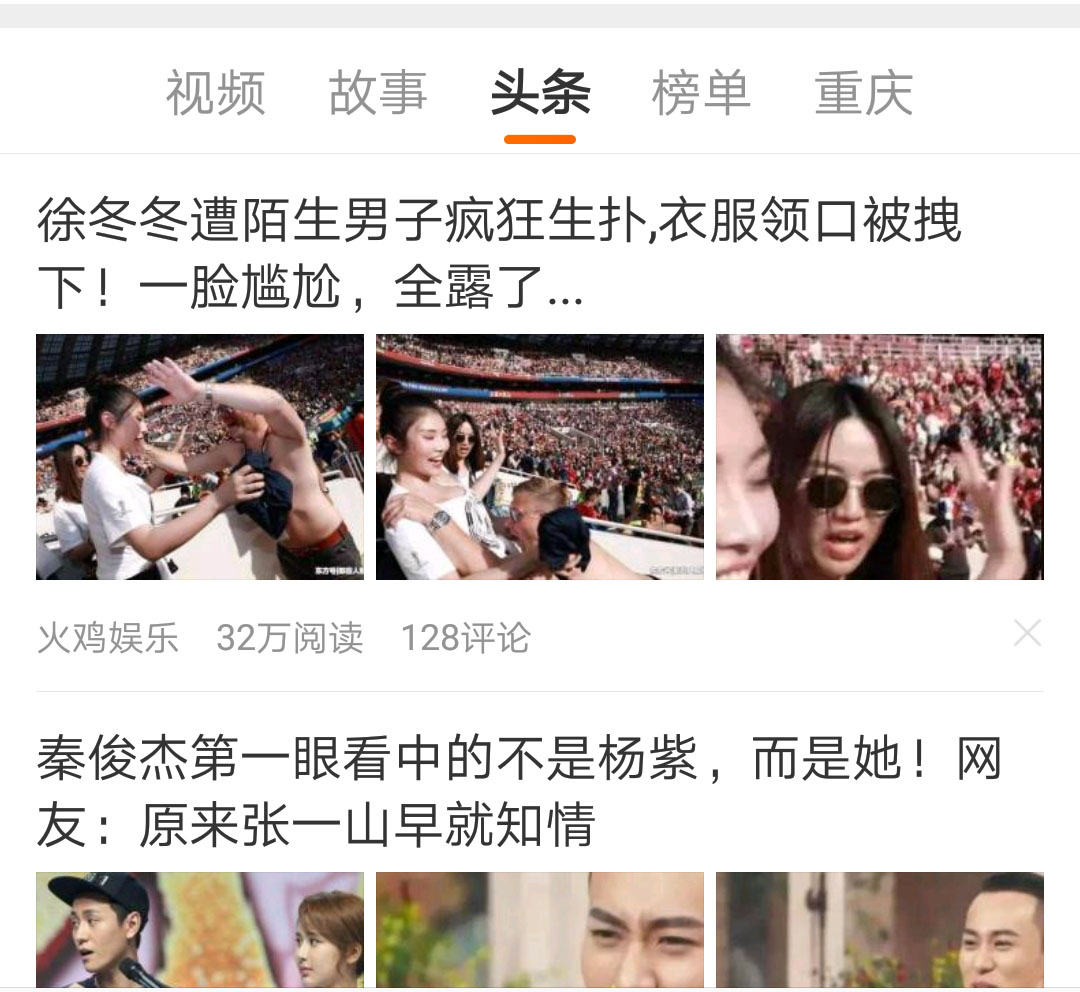 视频 故事 头条 榜单 重庆
徐冬冬遭陌生男子疯狂生扑,衣服领口被拽
下！一脸尴尬，全露了...
火鸡娱乐 32万阅读 128评论
秦俊杰第一眼看中的不是杨紫，而是她！网
友：原来张一山早就知情